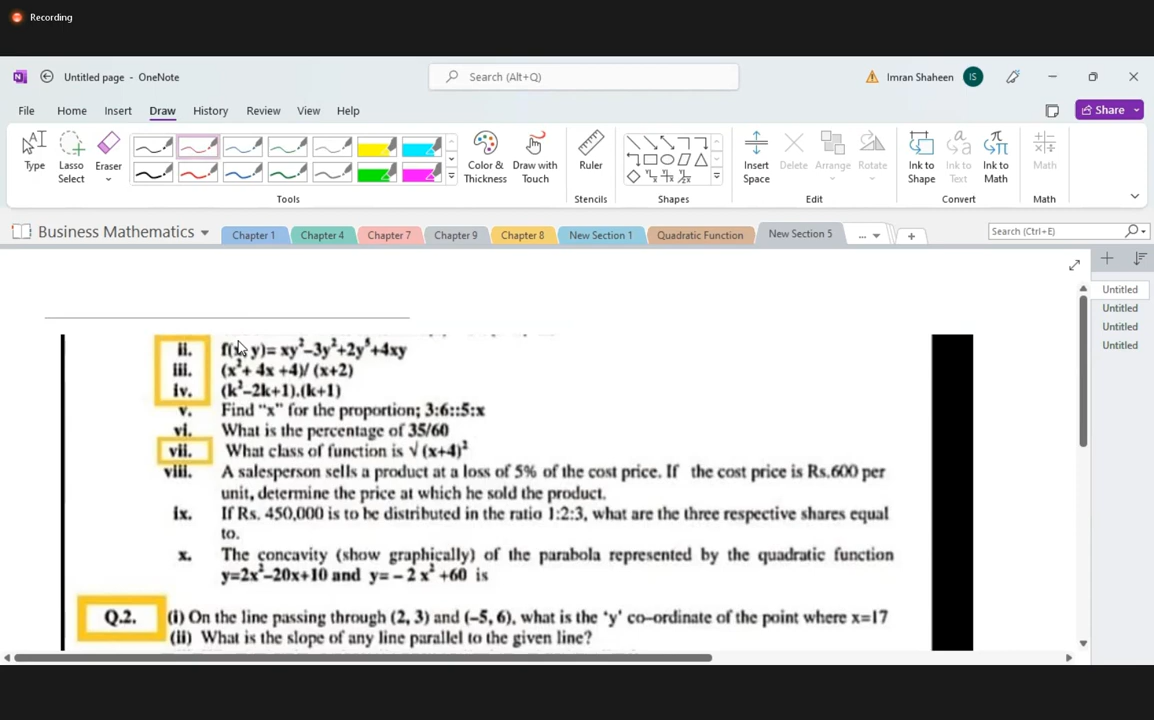 Recording
Untitled page - OneNote
Search (Alt+Q)
Imran Shaheen IS
File Home Insert Draw History Review View Help
Share
Type Lasso Select Eraser Color & Thickness Draw with Touch Ruler Insert Space Delete Arrange Rotate Ink to Shape Ink to Text Ink to Math Math
Tools Stencils Shapes Edit Convert Math
Business Mathematics Chapter 1 Chapter 4 Chapter 7 Chapter 9 Chapter 8 New Section 1 Quadratic Function New Section 5 ... Search (Ctrl+E)
Untitled
Untitled
Untitled
Untitled
ii. f(x, y)= xy²–3y²+2y⁵+4xy
iii. (x²+ 4x +4)/ (x+2)
iv. (k²–2k+1).(k+1)
v. Find "x" for the proportion; 3:6::5:x
vi. What is the percentage of 35/60
vii. What class of function is √ (x+4)²
viii. A salesperson sells a product at a loss of 5% of the cost price. If the cost price is Rs.600 per
unit, determine the price at which he sold the product.
ix. If Rs. 450,000 is to be distributed in the ratio 1:2:3, what are the three respective shares equal
to.
x. The concavity (show graphically) of the parabola represented by the quadratic function
y=2x²–20x+10 and y= – 2 x² +60 is
Q.2. (i) On the line passing through (2, 3) and (–5, 6), what is the 'y' co–ordinate of the point where x=17
(ii) What is the slope of any line parallel to the given line?